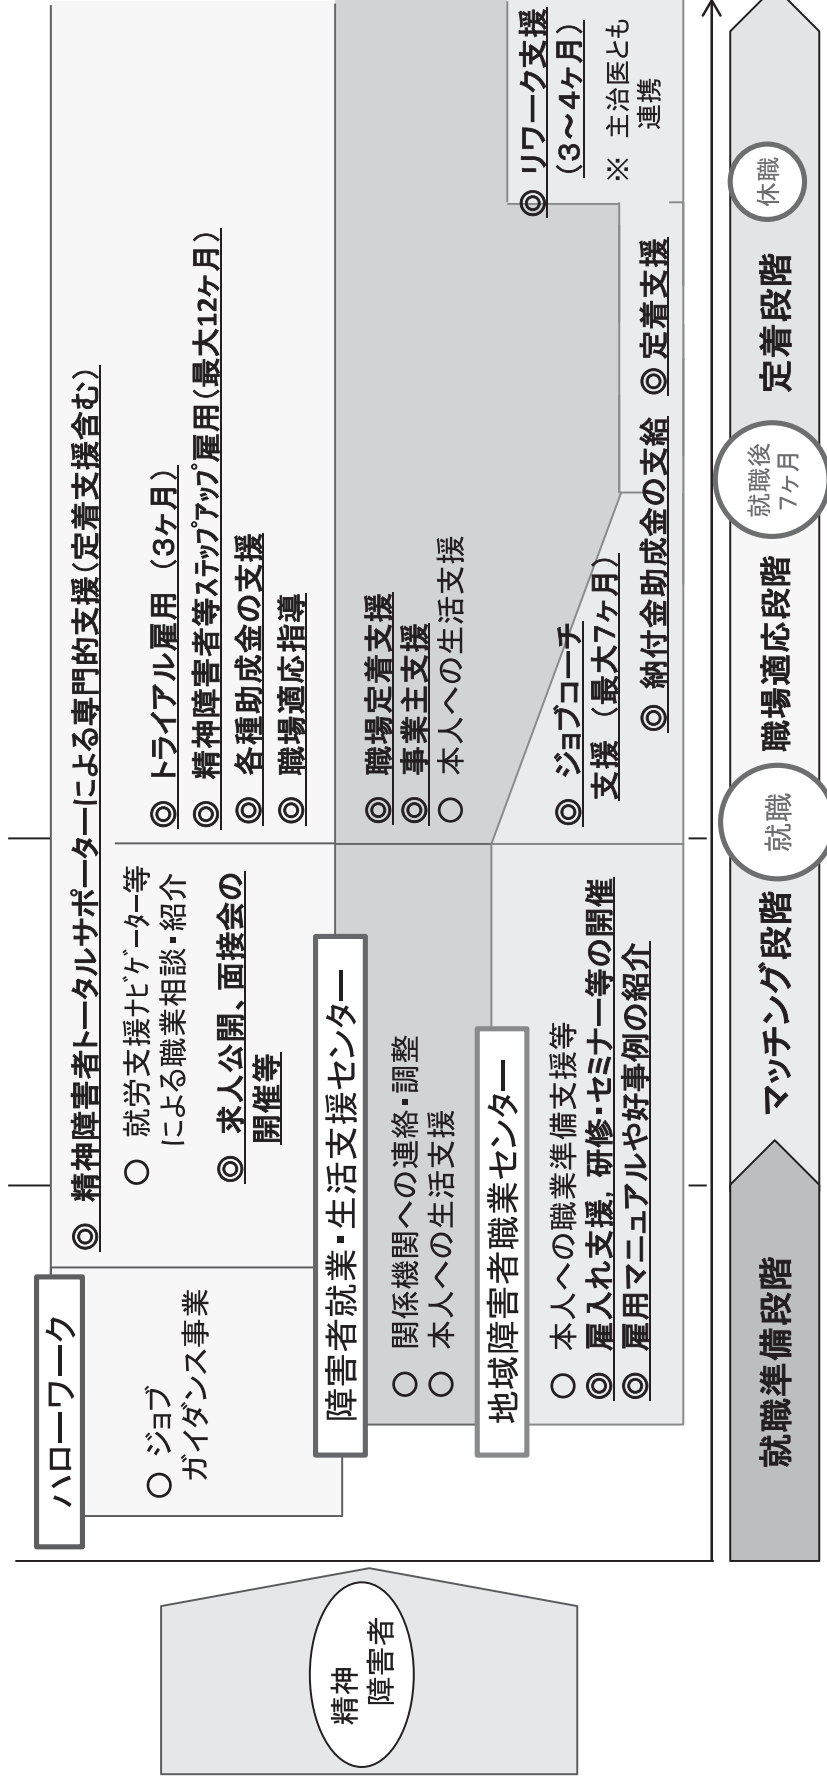 精神
障害者
ハローワーク
○ ジョブ
ガイダンス事業
◎ 精神障害者トータルサポーターによる専門的支援(定着支援含む)
○ 就労支援ナビゲーター等
による職業相談・紹介
◎ 求人公開、面接会の
開催等
◎ トライアル雇用 (3ヶ月)
◎ 精神障害者等ステップアップ雇用(最大12ヶ月)
◎ 各種助成金の支援
◎ 職場適応指導
障害者就業・生活支援センター
○ 関係機関への連絡・調整
○ 本人への生活支援
◎ 職場定着支援
◎ 事業主支援
○ 本人への生活支援
地域障害者職業センター
○ 本人への職業準備支援等
◎ 雇入れ支援,研修・セミナー等の開催
◎ 雇用マニュアルや好事例の紹介
◎ ジョブコーチ
支援 (最大7ヶ月)
◎ 納付金助成金の支給
◎ 定着支援
◎ リワーク支援
(3〜4ヶ月)
※ 主治医とも
連携
就職準備段階
マッチング段階
就職
職場適応段階
就職後
7ヶ月
定着段階
休職